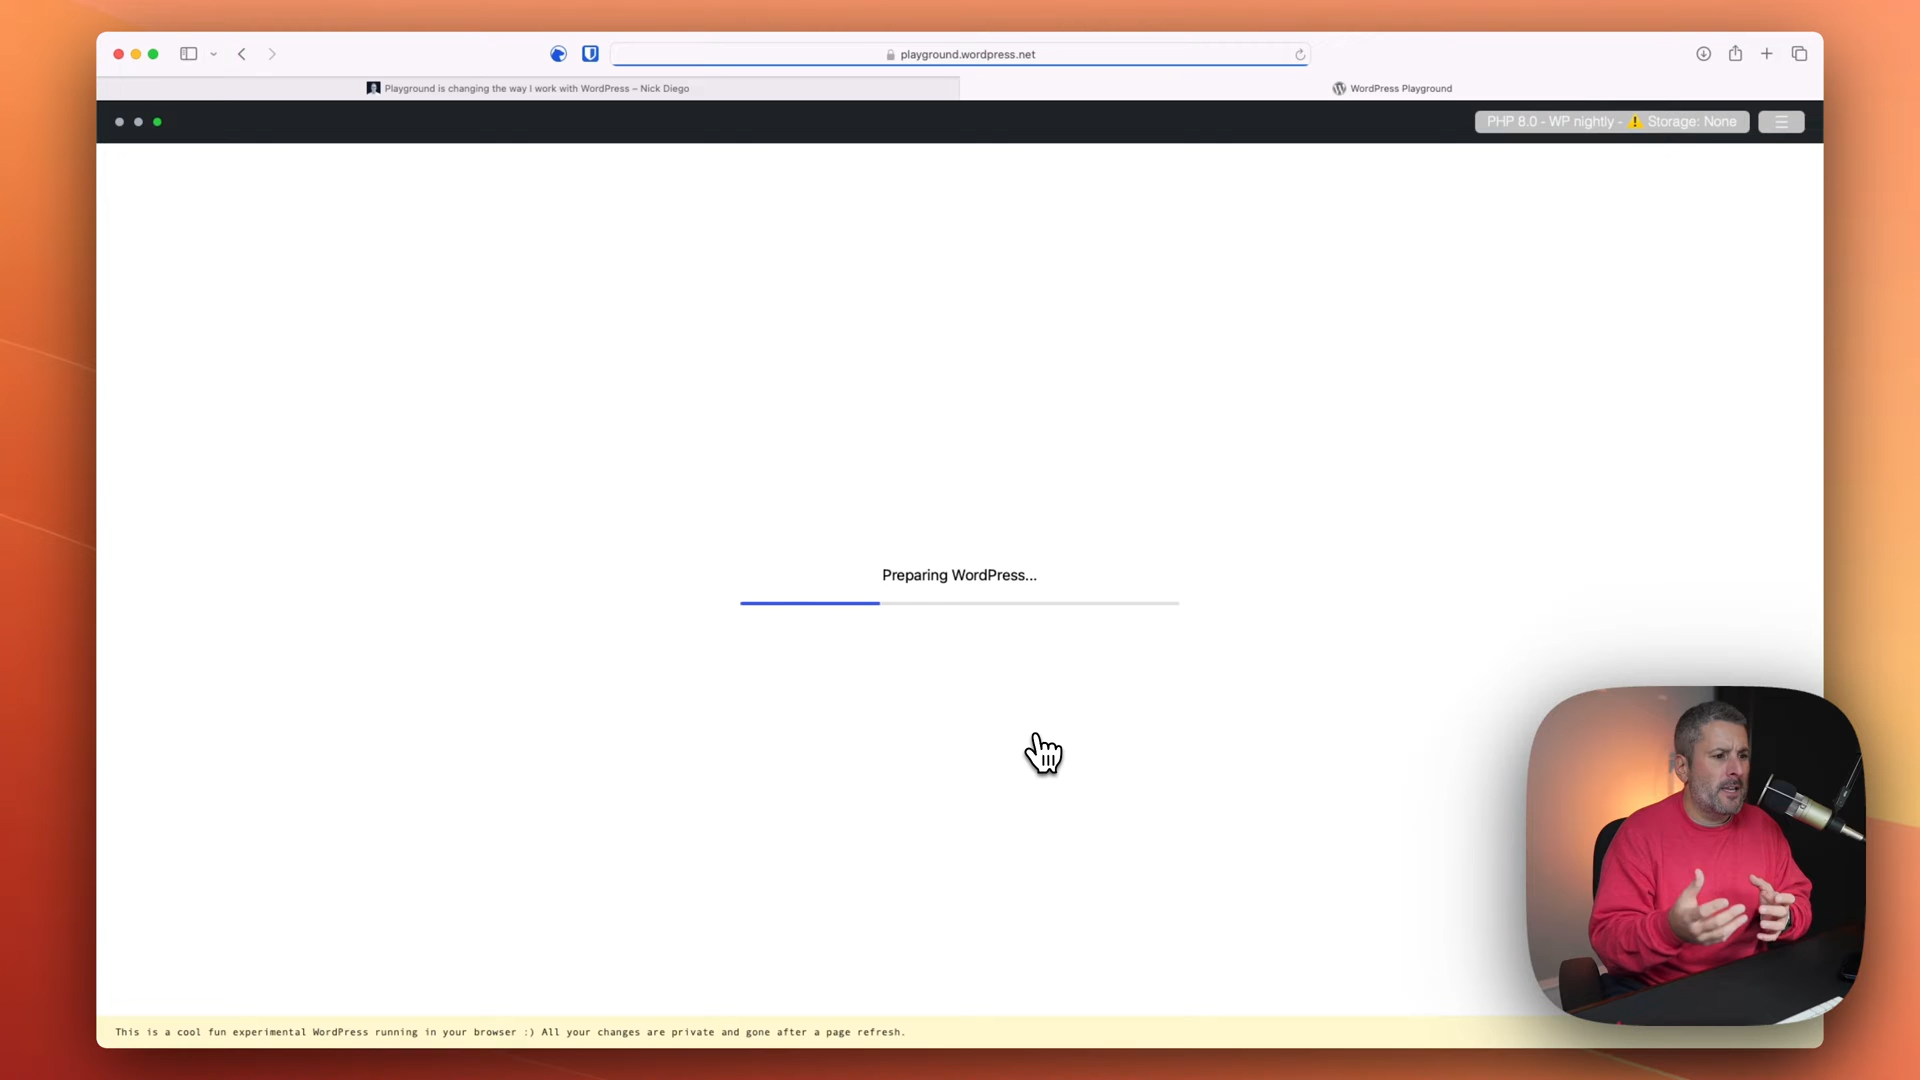 playground.wordpress.net
Playground is changing the way I work with WordPress – Nick Diego
WordPress Playground
PHP 8.0 - WP nightly - ⚠️ Storage: None
Preparing WordPress...
This is a cool fun experimental WordPress running in your browser :) All your changes are private and gone after a page refresh.